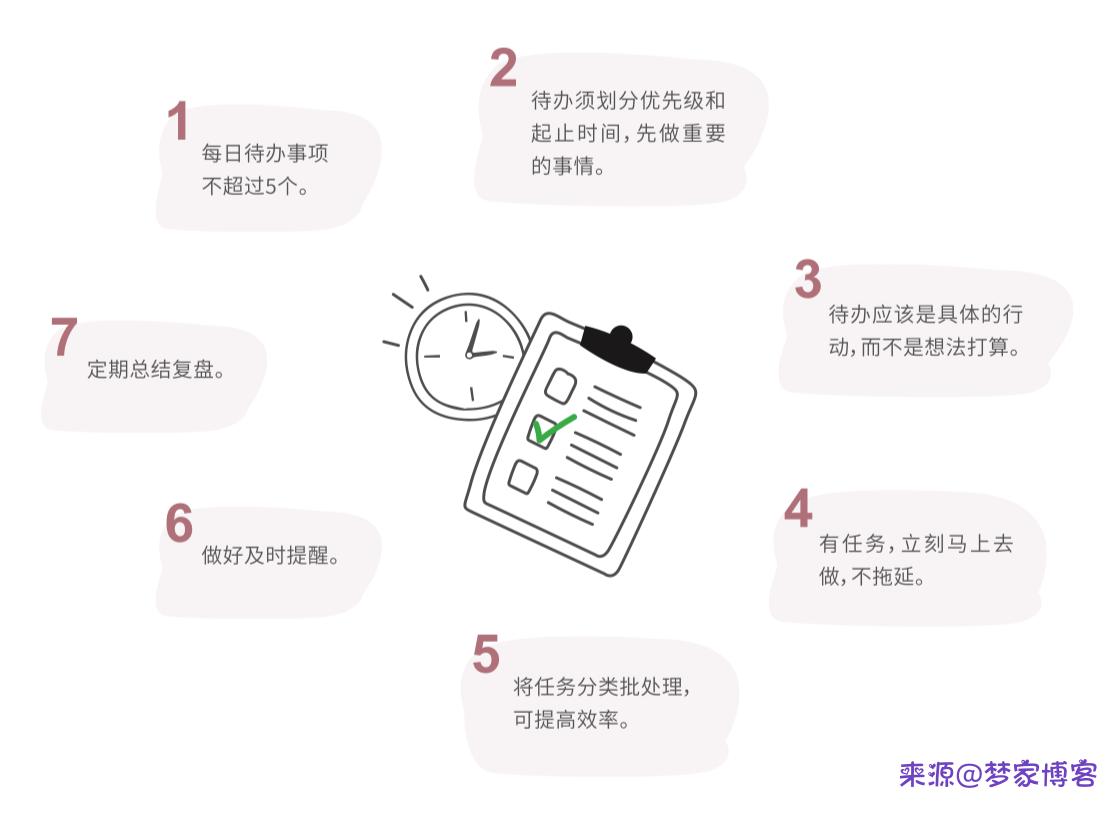 1
每日待办事项
不超过5个。
2
待办须划分优先级和
起止时间，先做重要
的事情。
3
待办应该是具体的行
动，而不是想法打算。
4
有任务，立刻马上去
做，不拖延。
5
将任务分类批处理，
可提高效率。
6
做好及时提醒。
7
定期总结复盘。
来源@梦家博客